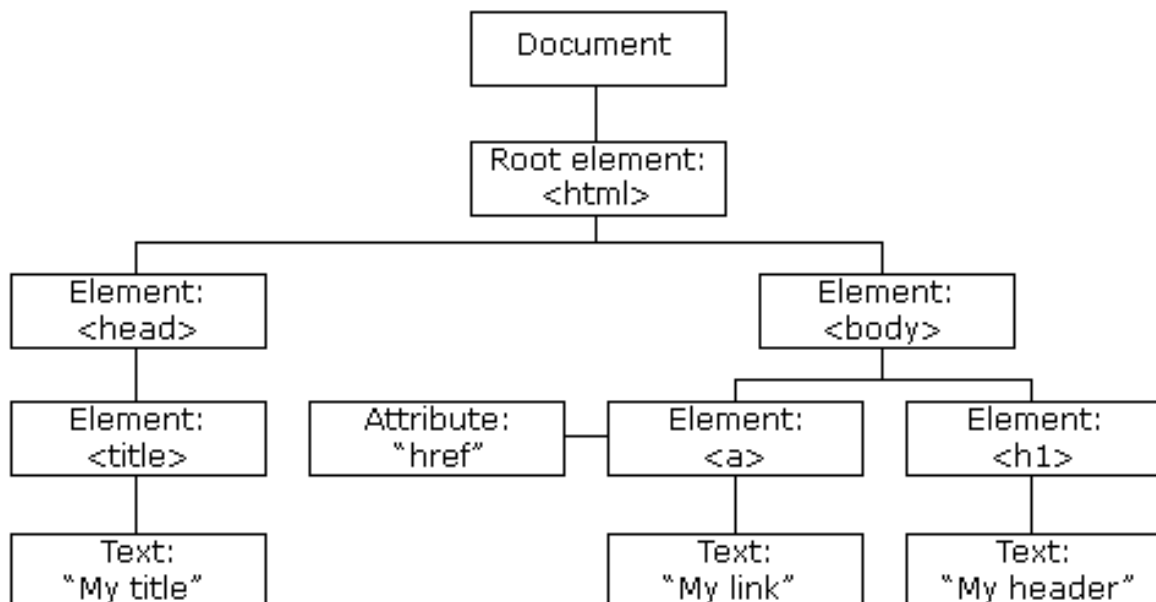 Document
Root element:
<html>
Element:
<head>
Element:
<body>
Element:
<title>
Attribute:
“href”
Element:
<a>
Element:
<h1>
Text:
“My title”
Text:
“My link”
Text:
“My header”